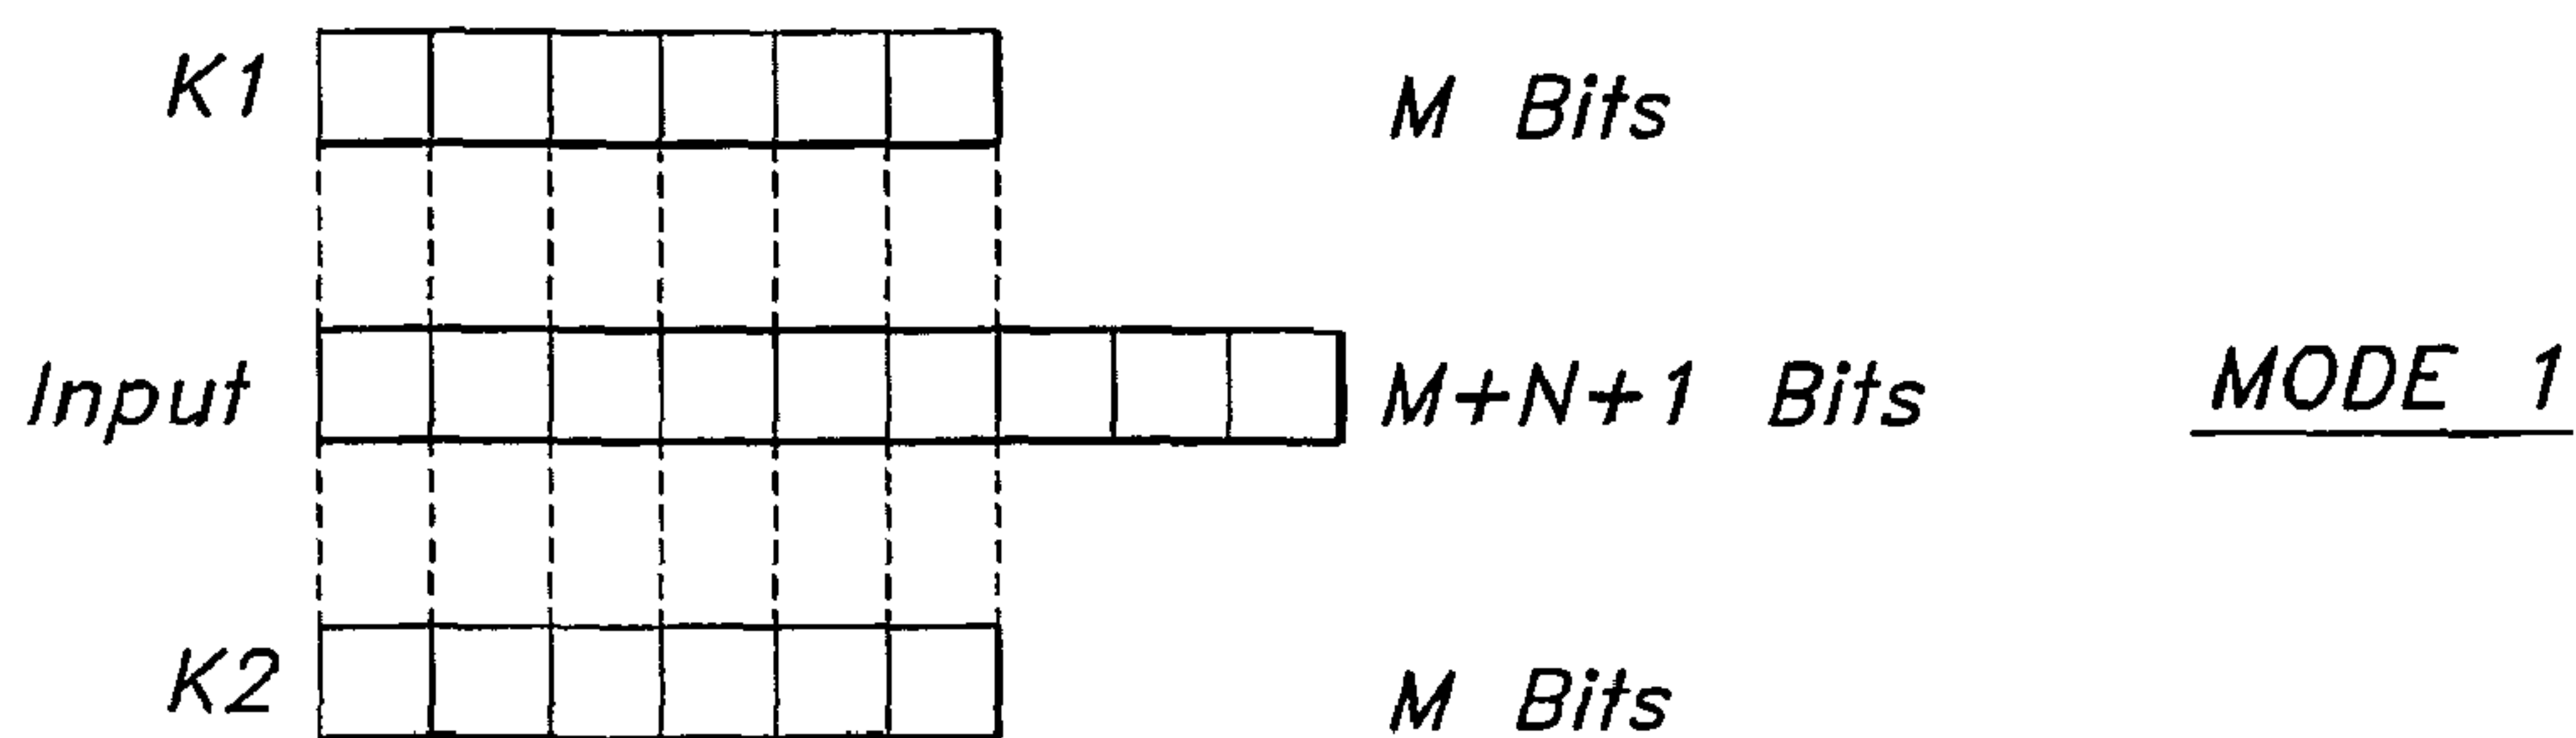 K1 M Bits
Input M+N+1 Bits MODE 1
K2 M Bits